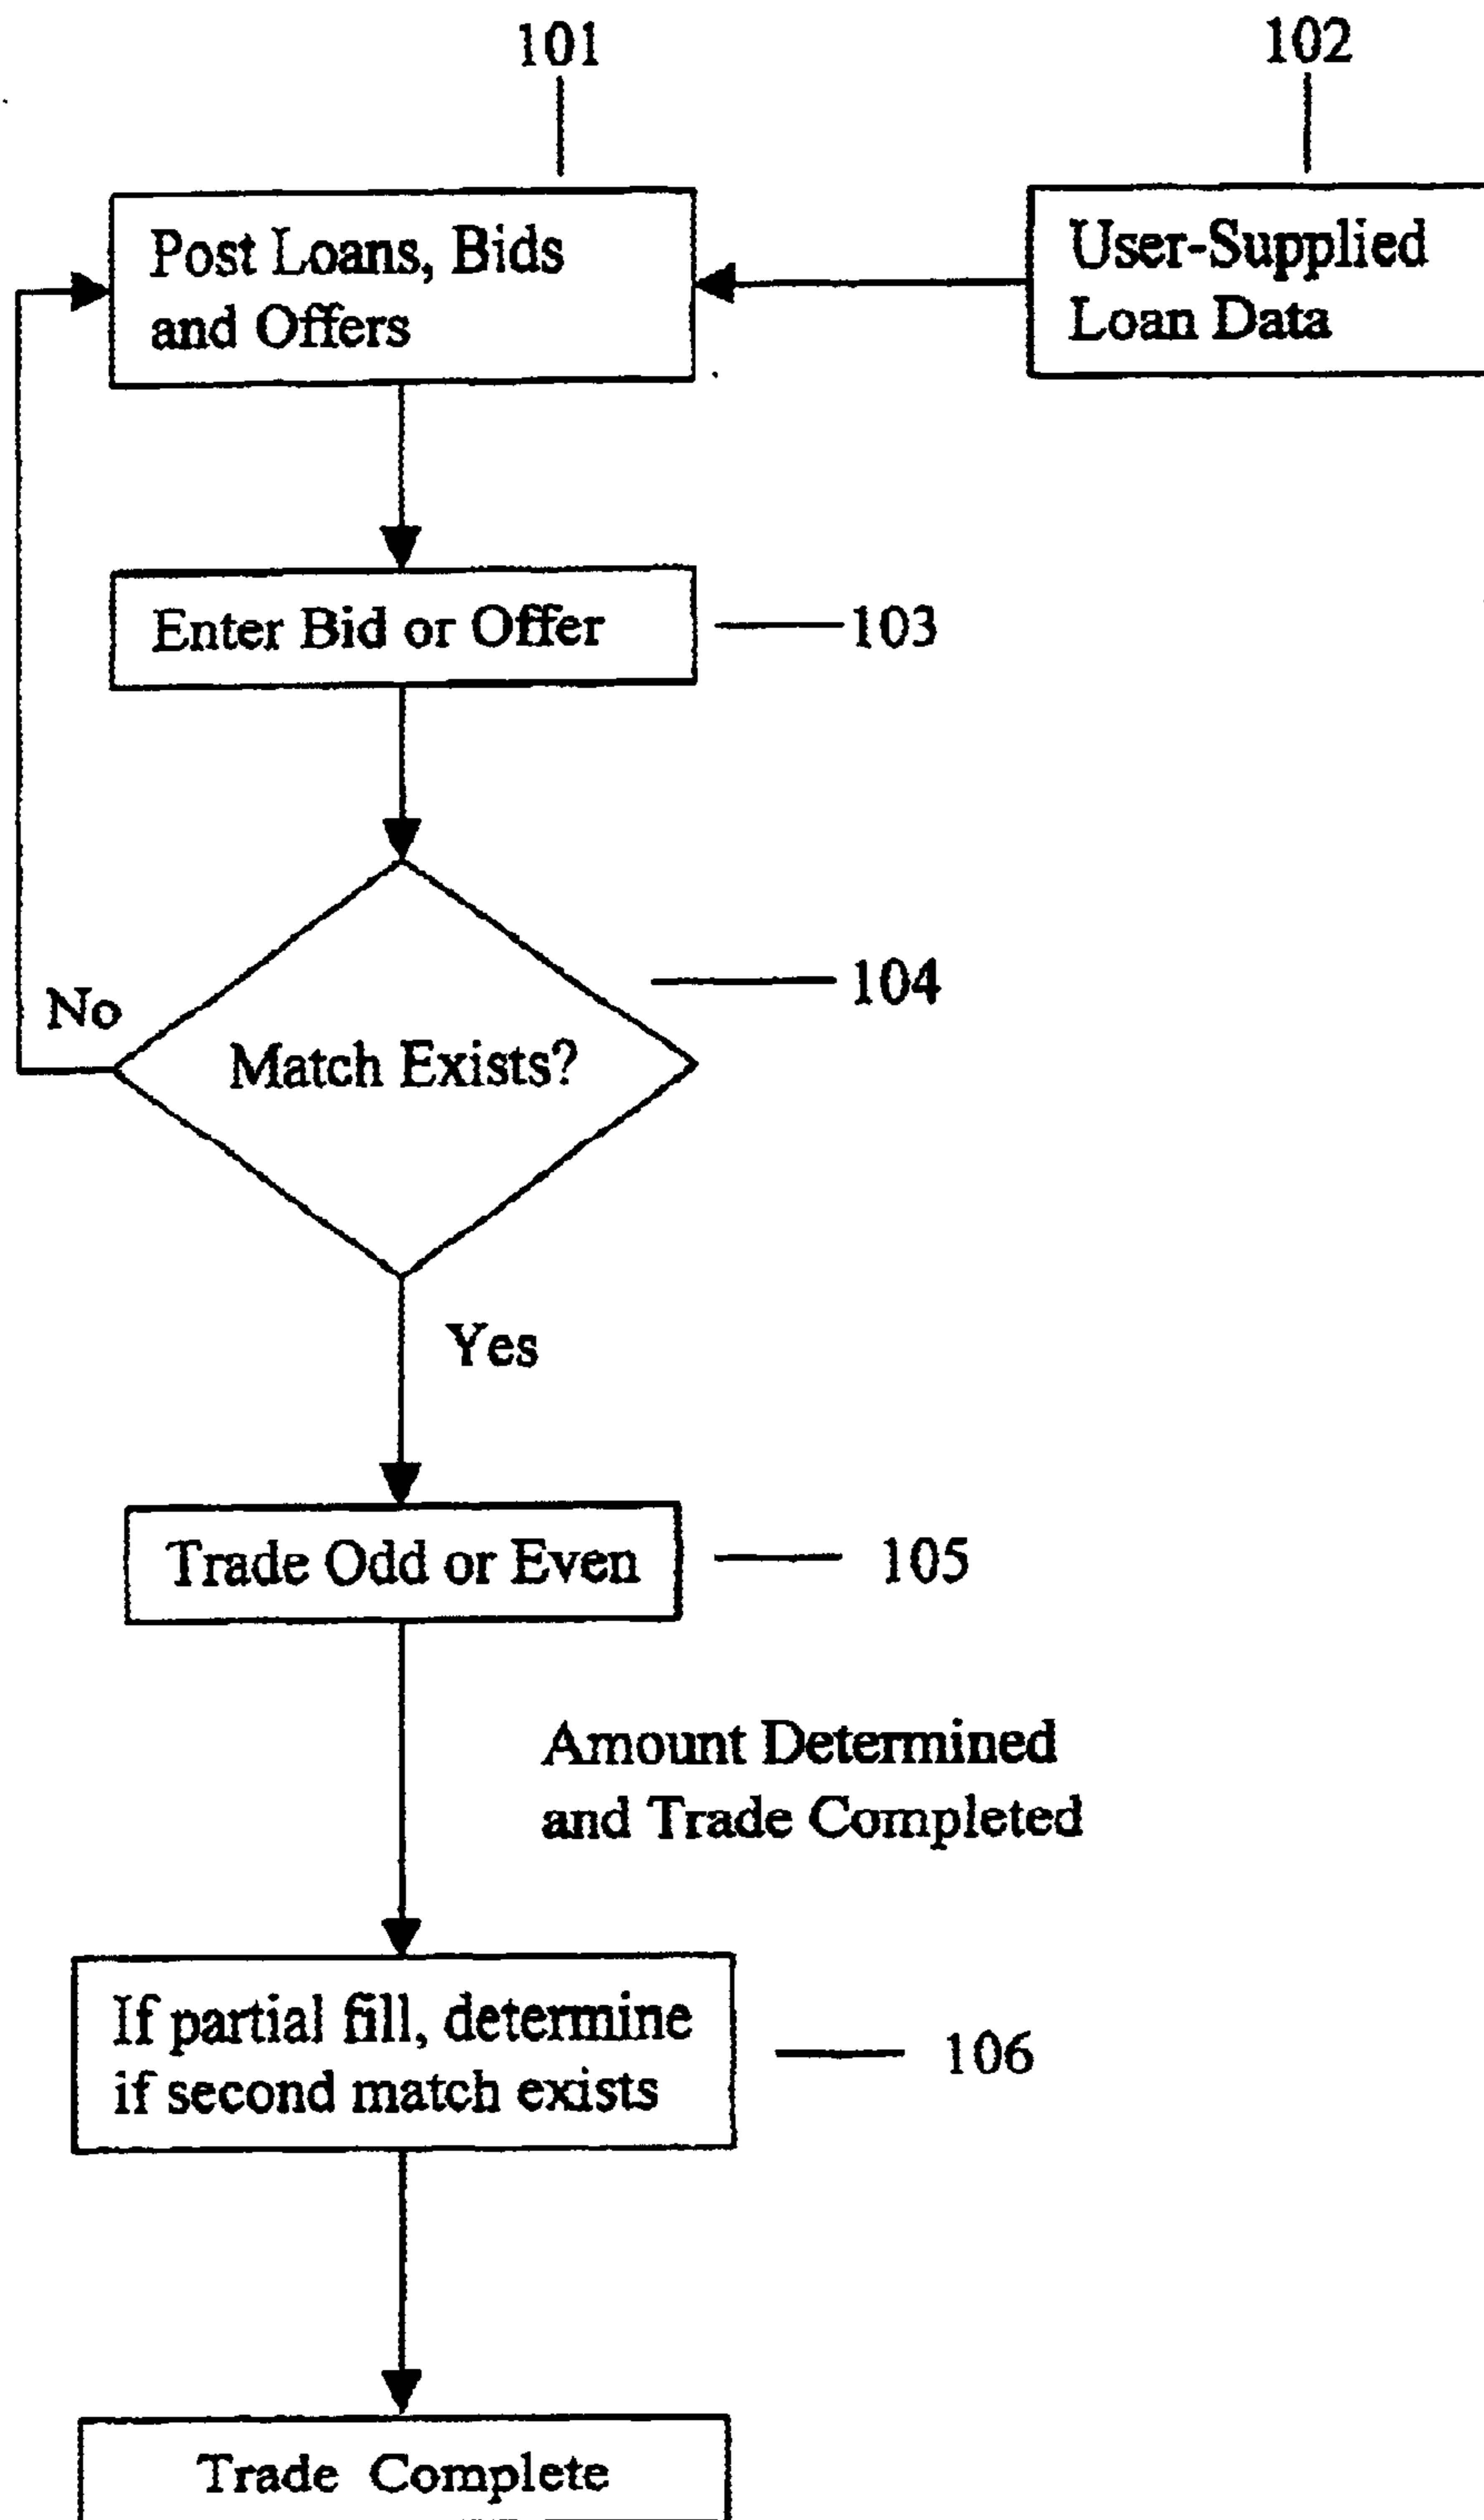 101
102
Post Loans, Bids
and Offers
User-Supplied
Loan Data
Enter Bid or Offer
103
104
No
Match Exists?
Yes
Trade Odd or Even
105
Amount Determined
and Trade Completed
If partial fill, determine
if second match exists
106
Trade Complete